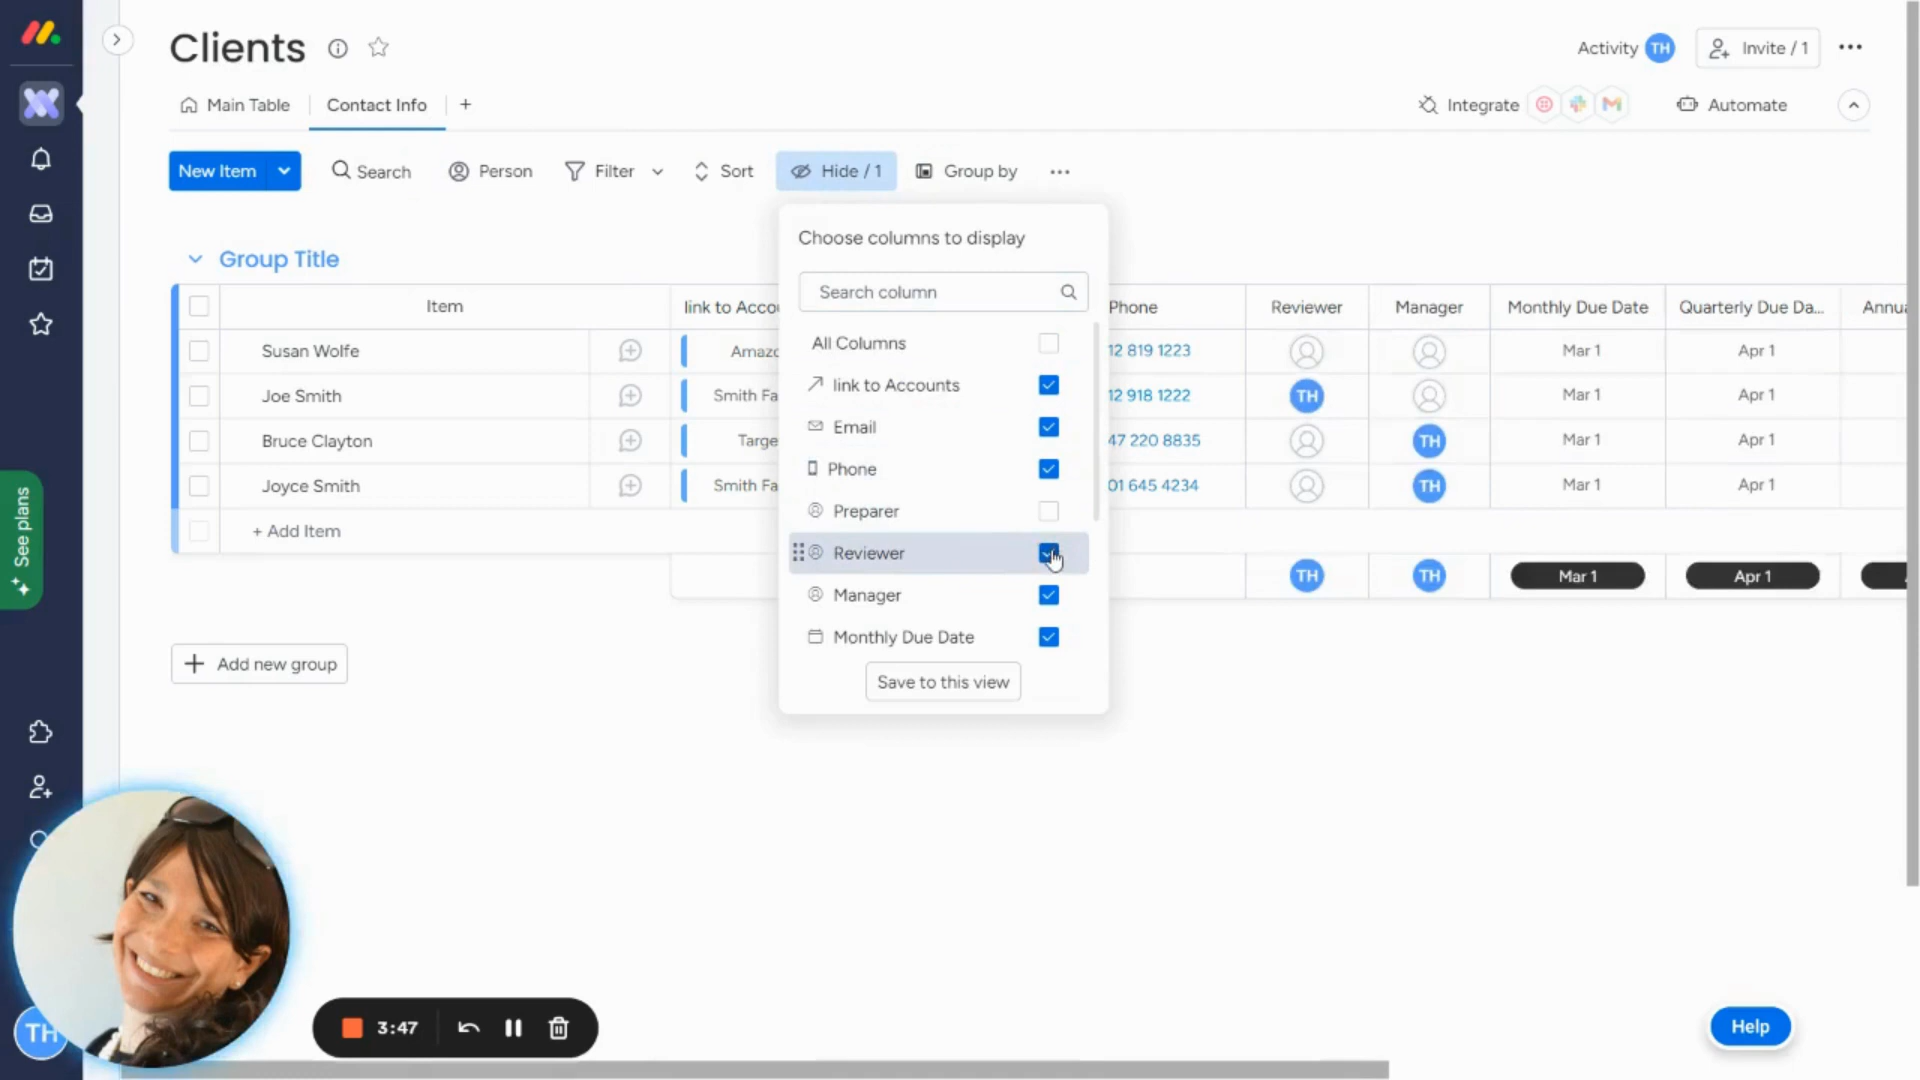 Clients
Activity TH
Invite / 1
Main Table
Contact Info
Integrate
Automate
New Item
Search
Person
Filter
Sort
Hide / 1
Group by
Choose columns to display
Search column
All Columns
link to Accounts
Email
Phone
Preparer
Reviewer
Manager
Monthly Due Date
Save to this view
Group Title
Item link to Acco Phone Reviewer Manager Monthly Due Date Quarterly Due Da... Annu
Susan Wolfe Amazo 12 819 1223 Mar 1 Apr 1
Joe Smith Smith Fa 12 918 1222 TH Mar 1 Apr 1
Bruce Clayton Targe 47 220 8835 TH Mar 1 Apr 1
Joyce Smith Smith Fa 01 645 4234 TH Mar 1 Apr 1
+ Add Item
TH TH Mar 1 Apr 1
+ Add new group
See plans
TH
3:47
Help